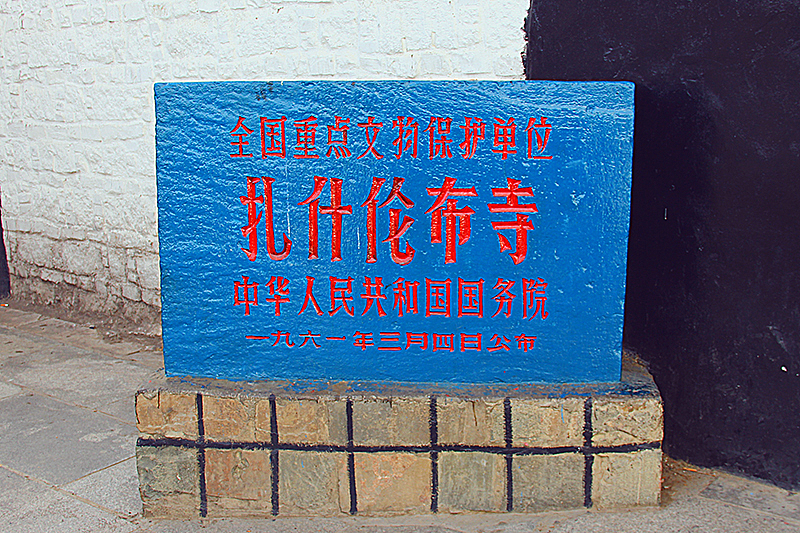 全国重点文物保护单位
扎什伦布寺
中华人民共和国国务院
一九六一年三月四日公布